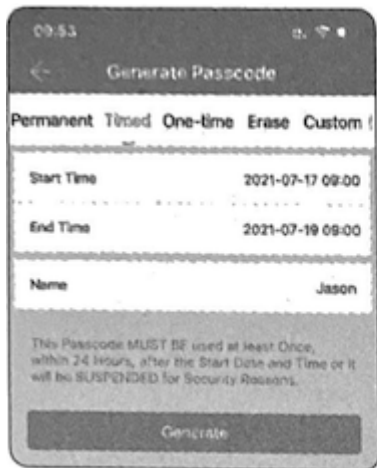 09:53
Generate Passcode
Permanent Timed One-time Erase Custom
Start Time 2021-07-17 09:00
End Time 2021-07-19 09:00
Name Jason
This Passcode MUST BE used at least Once,
within 24 Hours, after the Start Date and Time or it
will be SUSPENDED for Security Reasons.
Generate